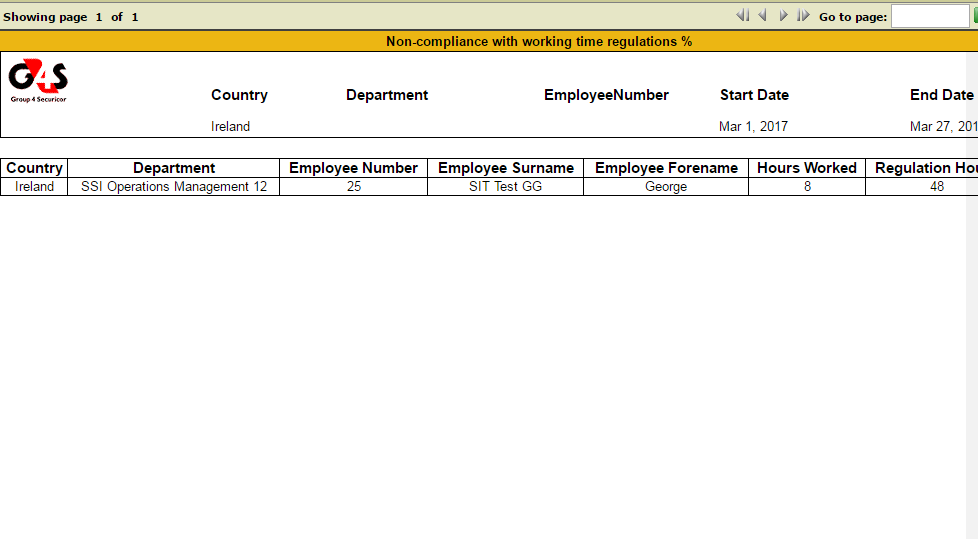 Showing page 1 of 1 Go to page:
Non-compliance with working time regulations %
G4S
Group 4 Securicor
Country Department EmployeeNumber Start Date End Date
Ireland Mar 1, 2017 Mar 27, 201
Country Department Employee Number Employee Surname Employee Forename Hours Worked Regulation Hou
Ireland SSI Operations Management 12 25 SIT Test GG George 8 48